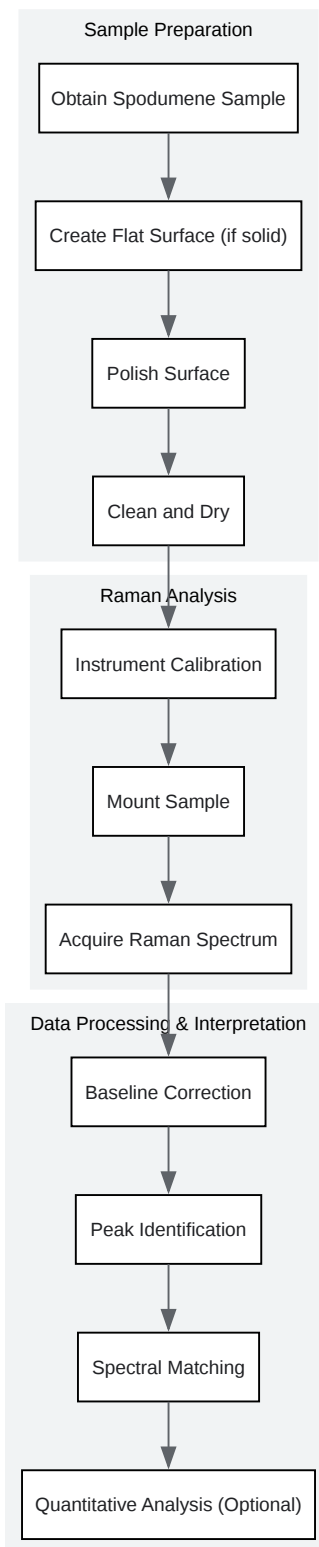 Sample Preparation
Obtain Spodumene Sample
Create Flat Surface (if solid)
Polish Surface
Clean and Dry
Raman Analysis
Instrument Calibration
Mount Sample
Acquire Raman Spectrum
Data Processing & Interpretation
Baseline Correction
Peak Identification
Spectral Matching
Quantitative Analysis (Optional)